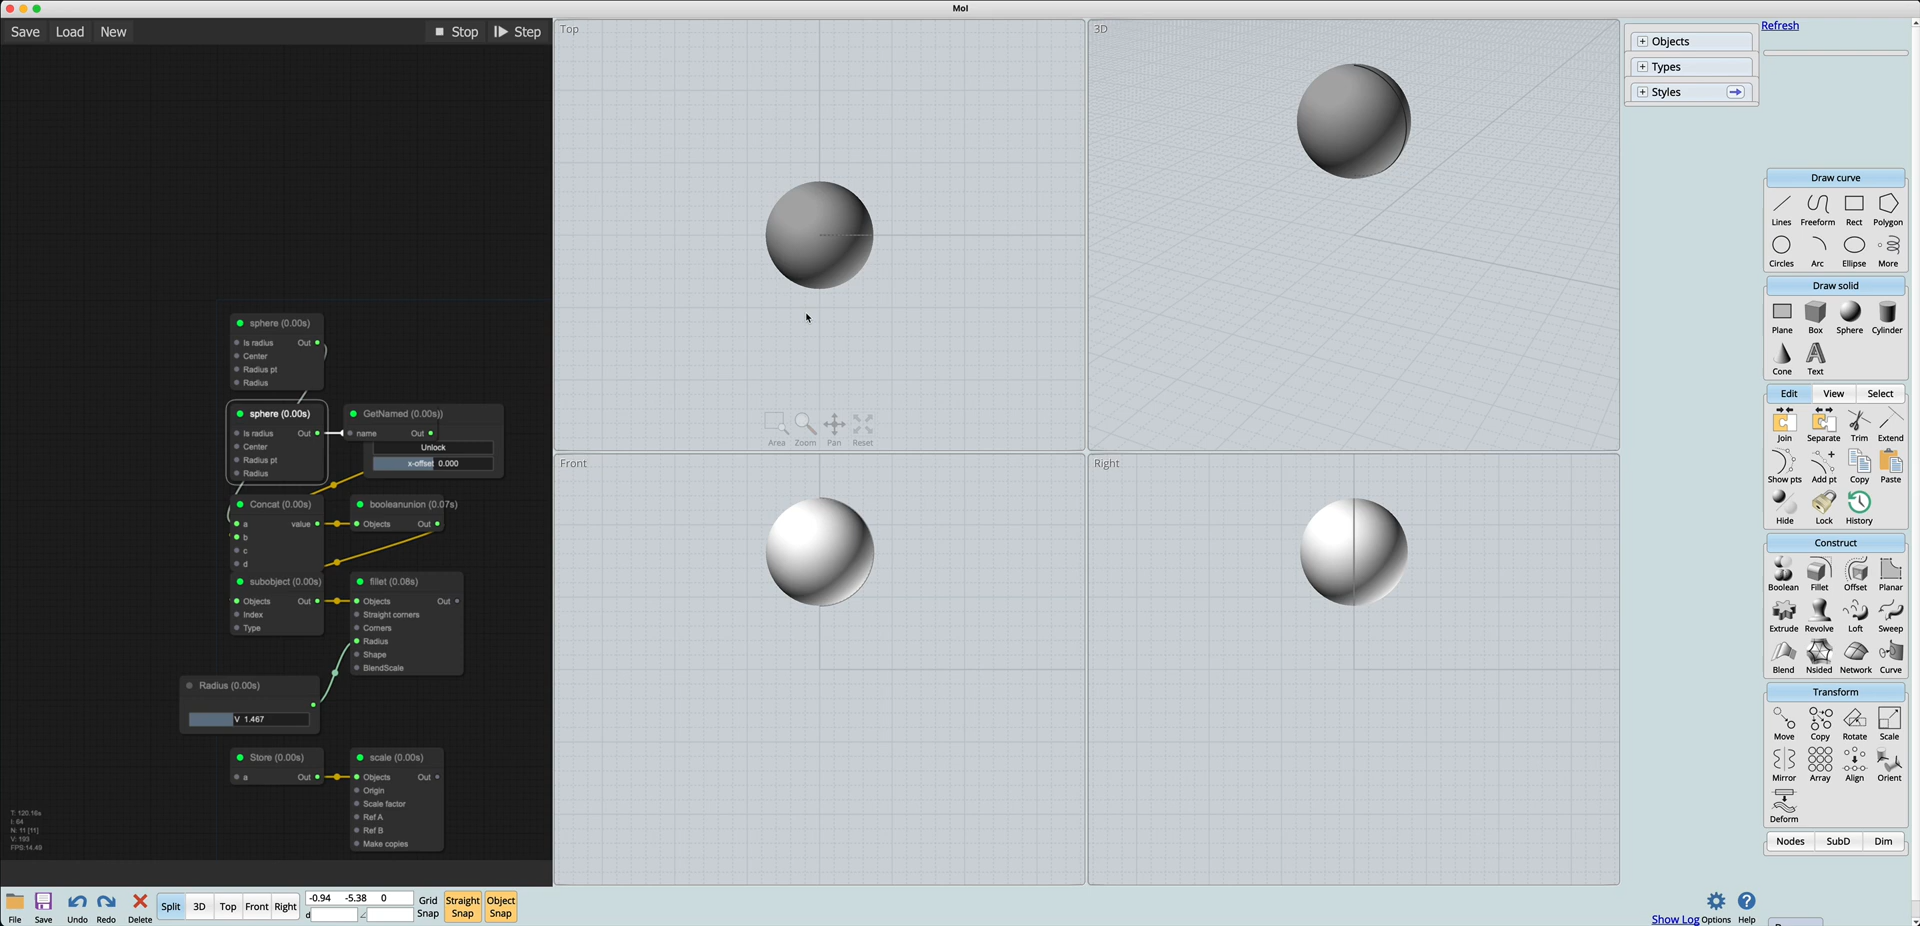 MoI
Save Load New Stop Step
sphere (0.00s)
Is radius Out
Center
Radius pt
Radius
sphere (0.00s)
Is radius Out
Center
Radius pt
Radius
GetNamed (0.00s))
name Out
Unlock
x-offset 0.000
Concat (0.00s)
a value
b
c
d
booleanunion (0.07s)
Objects Out
subobject (0.00s)
Objects Out
Index
Type
fillet (0.08s)
Objects Out
Straight corners
Corners
Radius
Shape
BlendScale
Radius (0.00s)
V 1.467
Store (0.00s)
a Out
scale (0.00s)
Objects Out
Origin
Scale factor
Ref A
Ref B
Make copies
T: 120.16s
I: 64
N: 11 [11]
V: 193
FPS:14.49
Top
Area Zoom Pan Reset
3D
Front
Right
Objects
Types
Styles
Refresh
Draw curve
Lines Freeform Rect Polygon
Circles Arc Ellipse More
Draw solid
Plane Box Sphere Cylinder
Cone Text
Edit View Select
Join Separate Trim Extend
Show pts Add pt Copy Paste
Hide Lock History
Construct
Boolean Fillet Offset Planar
Extrude Revolve Loft Sweep
Blend Nsided Network Curve
Transform
Move Copy Rotate Scale
Mirror Array Align Orient
Deform
Nodes SubD Dim
File Save Undo Redo Delete
Split 3D Top Front Right
-0.94 -5.38 0
d
Grid
Snap
Straight
Snap
Object
Snap
Show Log Options Help